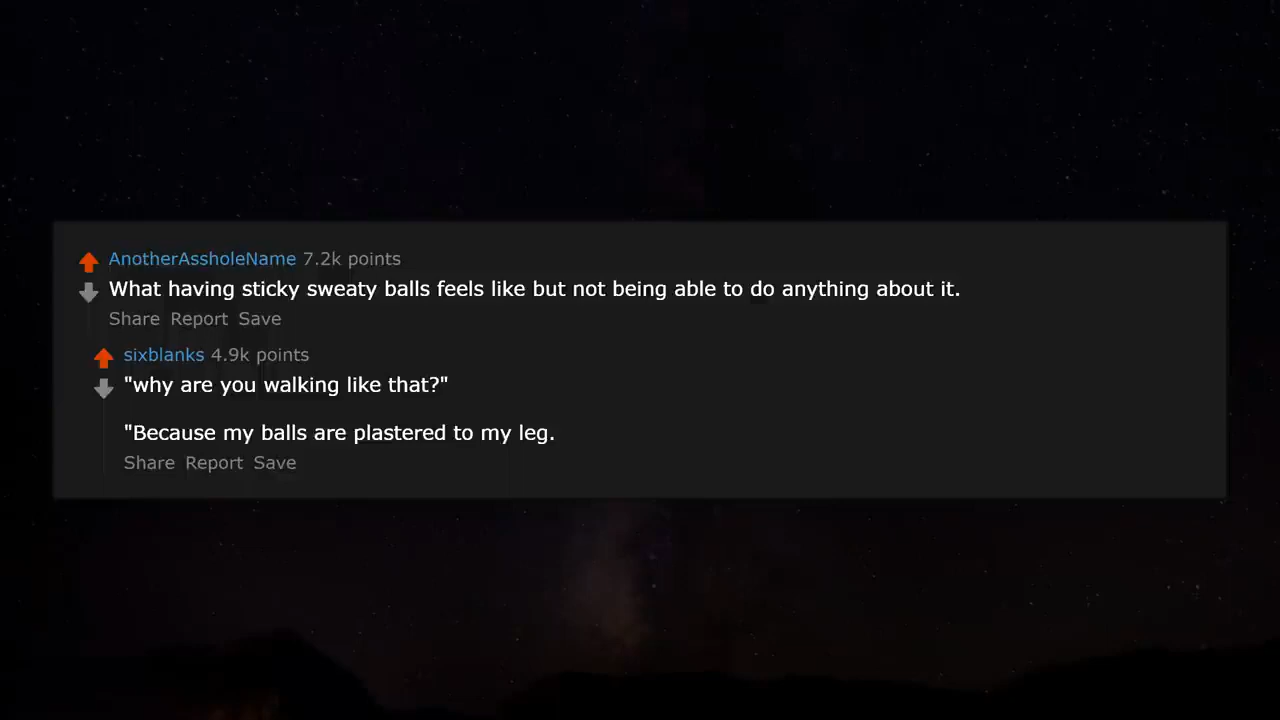 AnotherAssholeName 7.2k points
What having sticky sweaty balls feels like but not being able to do anything about it.
Share Report Save
sixblanks 4.9k points
"why are you walking like that?"
"Because my balls are plastered to my leg.
Share Report Save